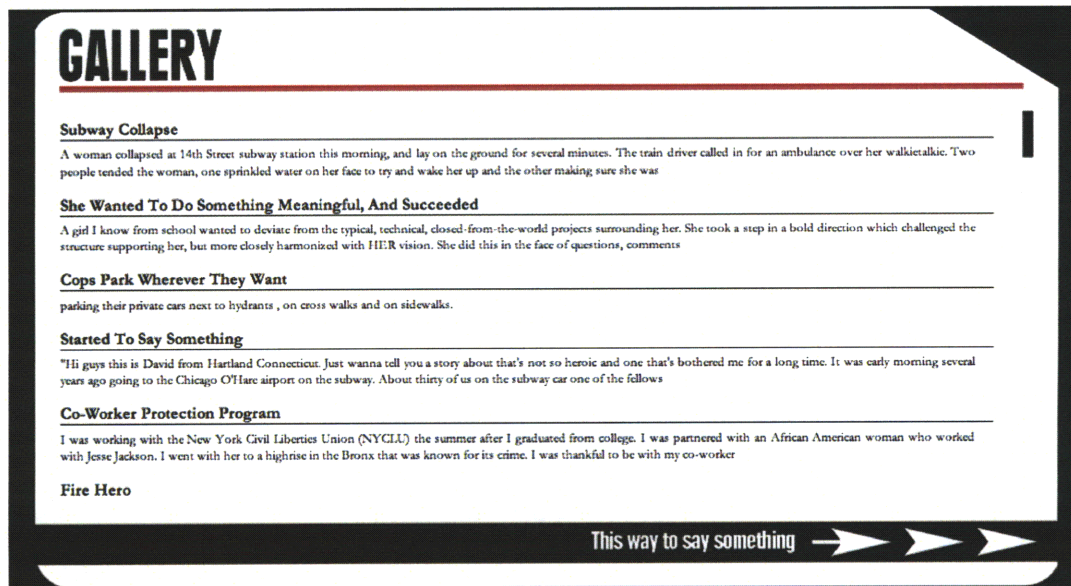 GALLERY
Subway Collapse
A woman collapsed at 14th Street subway station this morning, and lay on the ground for several minutes. The train driver called in for an ambulance over her walkietalkie. Two
people tended the woman, one sprinkled water on her face to try and wake her up and the other making sure she was
She Wanted To Do Something Meaningful, And Succeeded
A girl I know from school wanted to deviate from the typical, technical, closed-from-the-world projects surrounding her. She took a step in a bold direction which challenged the
structure supporting her, but more closely harmonized with HER vision. She did this in the face of questions, comments
Cops Park Wherever They Want
parking their private cars next to hydrants , on cross walks and on sidewalks.
Started To Say Something
"Hi guys this is David from Hartland Connecticut. Just wanna tell you a story about that's not so heroic and one that's bothered me for a long time. It was early morning several
years ago going to the Chicago O'Hare airport on the subway. About thirty of us on the subway car one of the fellows
Co-Worker Protection Program
I was working with the New York Civil Liberties Union (NYCLU) the summer after I graduated from college. I was partnered with an African American woman who worked
with Jesse Jackson. I went with her to a highrise in the Bronx that was known for its crime. I was thankful to be with my co-worker
Fire Hero
This way to say something